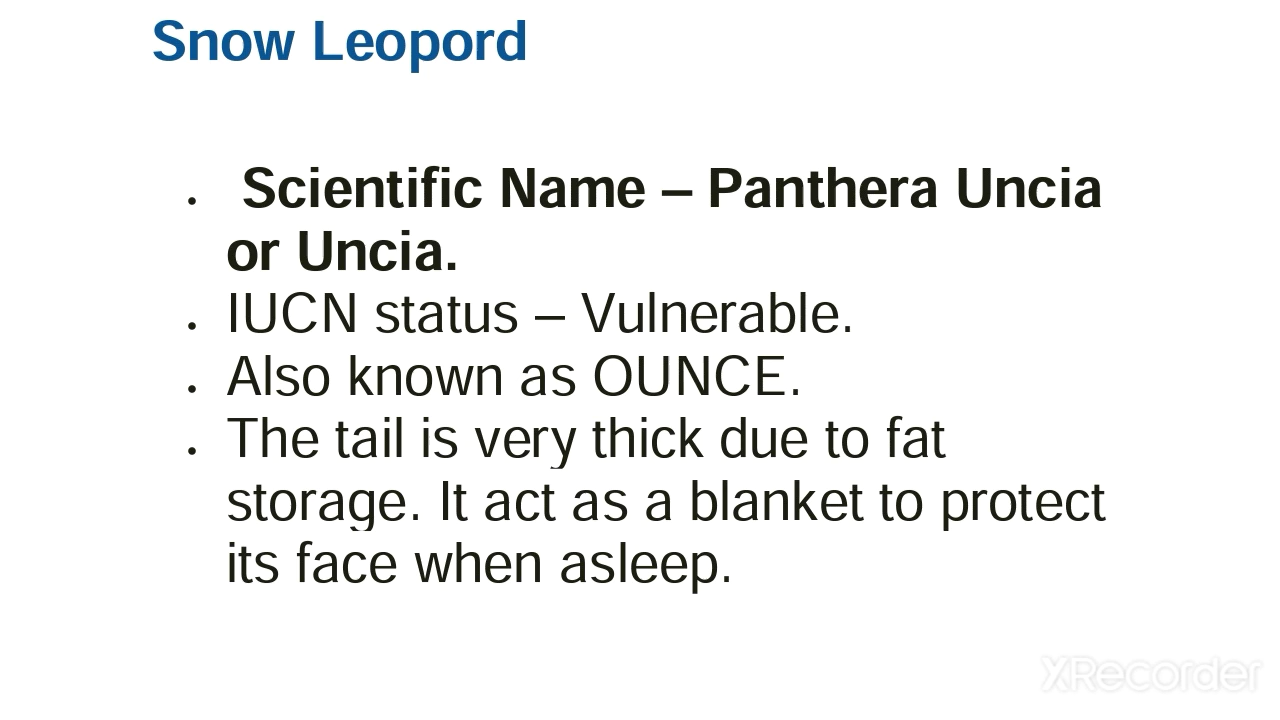 Snow Leopord
• Scientific Name – Panthera Uncia
or Uncia.
• IUCN status – Vulnerable.
• Also known as OUNCE.
• The tail is very thick due to fat
storage. It act as a blanket to protect
its face when asleep.
XRecorder